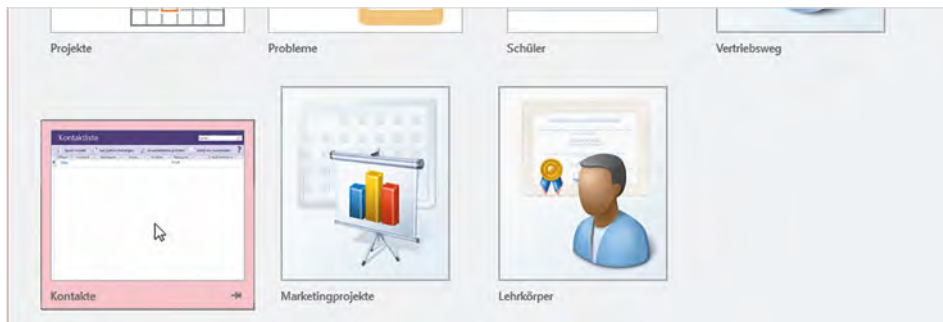 Projekte
Probleme
Schüler
Vertriebsweg
Kontaktliste
Kontakte
Marketingprojekte
Lehrkörper